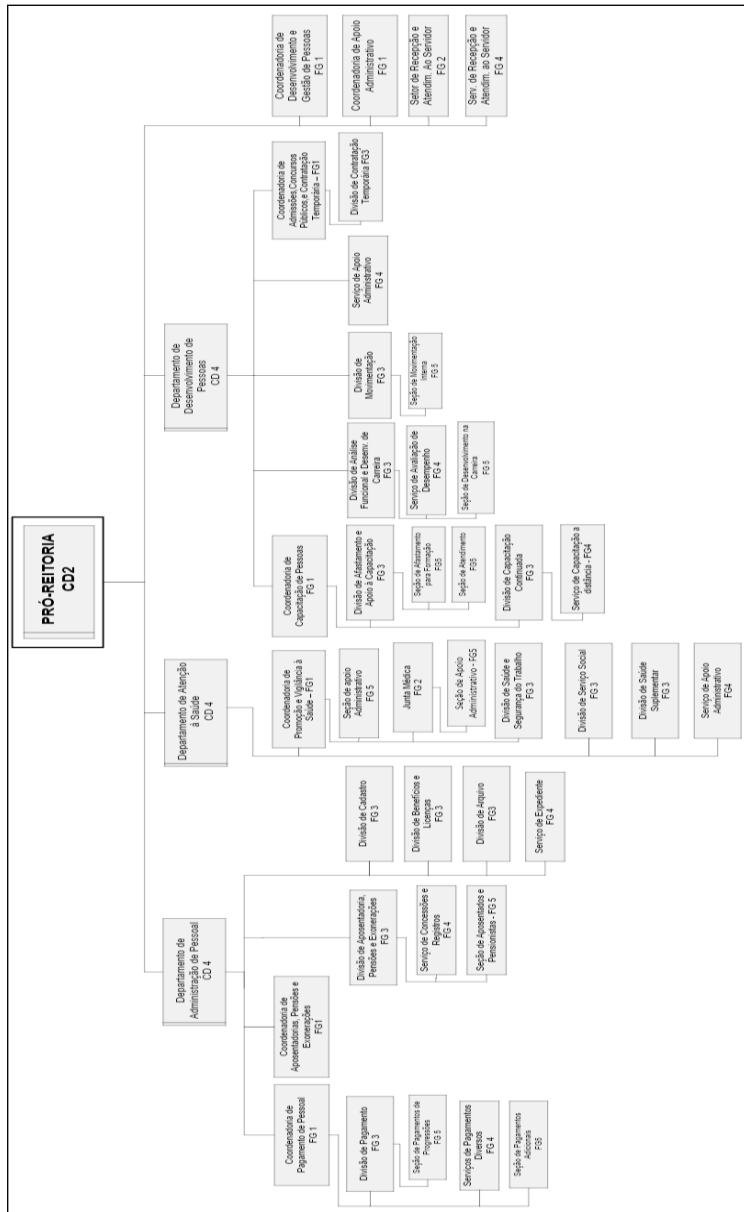 PRÓ-REITORIA
CD2
Departamento de
Administração de Pessoal
CD 4
Departamento de Atenção
à Saúde
CD 4
Departamento de
Desenvolvimento de
Pessoas
CD 4
Coordenadoria de
Pagamento de Pessoal
FG 1
Divisão de Pagamento
FG 3
Seção de Pagamentos de
Progressões
FG 5
Serviços de Pagamentos
Diversos
FG 4
Seção de Pagamentos
Adicionais
FG5
Coordenadoria de
Aposentadorias, Pensões e
Exonerações
FG1
Divisão de Aposentadoria,
Pensões e Exonerações
FG 3
Serviço de Concessões e
Registros
FG 4
Seção de Aposentados e
Pensionistas - FG 5
Divisão de Cadastro
FG 3
Divisão de Benefícios e
Licenças
FG 3
Divisão de Arquivo
FG3
Serviço de Expediente
FG 4
Coordenadoria de
Promoção e Vigilância à
Saúde – FG1
Seção de apoio
Administrativo
FG 5
Junta Médica
FG 2
Seção de Apoio
Administrativo - FG5
Divisão de Saúde e
Segurança do Trabalho
FG 3
Divisão de Serviço Social
FG 3
Divisão de Saúde
Suplementar
FG 3
Serviço de Apoio
Administrativo
FG4
Coordenadoria de
Capacitação de Pessoas
FG 1
Divisão de Afastamento e
Apoio à Capacitação
FG 3
Seção de Afastamento
para Formação
FG5
Seção de Atendimento
FG5
Divisão de Capacitação
Continuada
FG 3
Serviço de Capacitação a
distância - FG4
Divisão de Análise
Funcional e Desenv. de
Carreira
FG 3
Serviço de Avaliação de
Desempenho
FG 4
Seção de Desenvolvimento na
Carreira
FG 5
Divisão de
Movimentação
FG 3
Seção de Movimentação
Interna
FG 5
Serviço de Apoio
Administrativo
FG 4
Coordenadoria de
Admissões,Concursos
Públicos,e Contratação
Temporária – FG1
Divisão de Contratação
Temporária FG3
Coordenadoria de
Desenvolvimento e
Gestão de Pessoas
FG 1
Coordenadoria de Apoio
Administrativo
FG 1
Setor de Recepção e
Atendim. Ao Servidor
FG 2
Serv. de Recepção e
Atendim. ao Servidor
FG 4